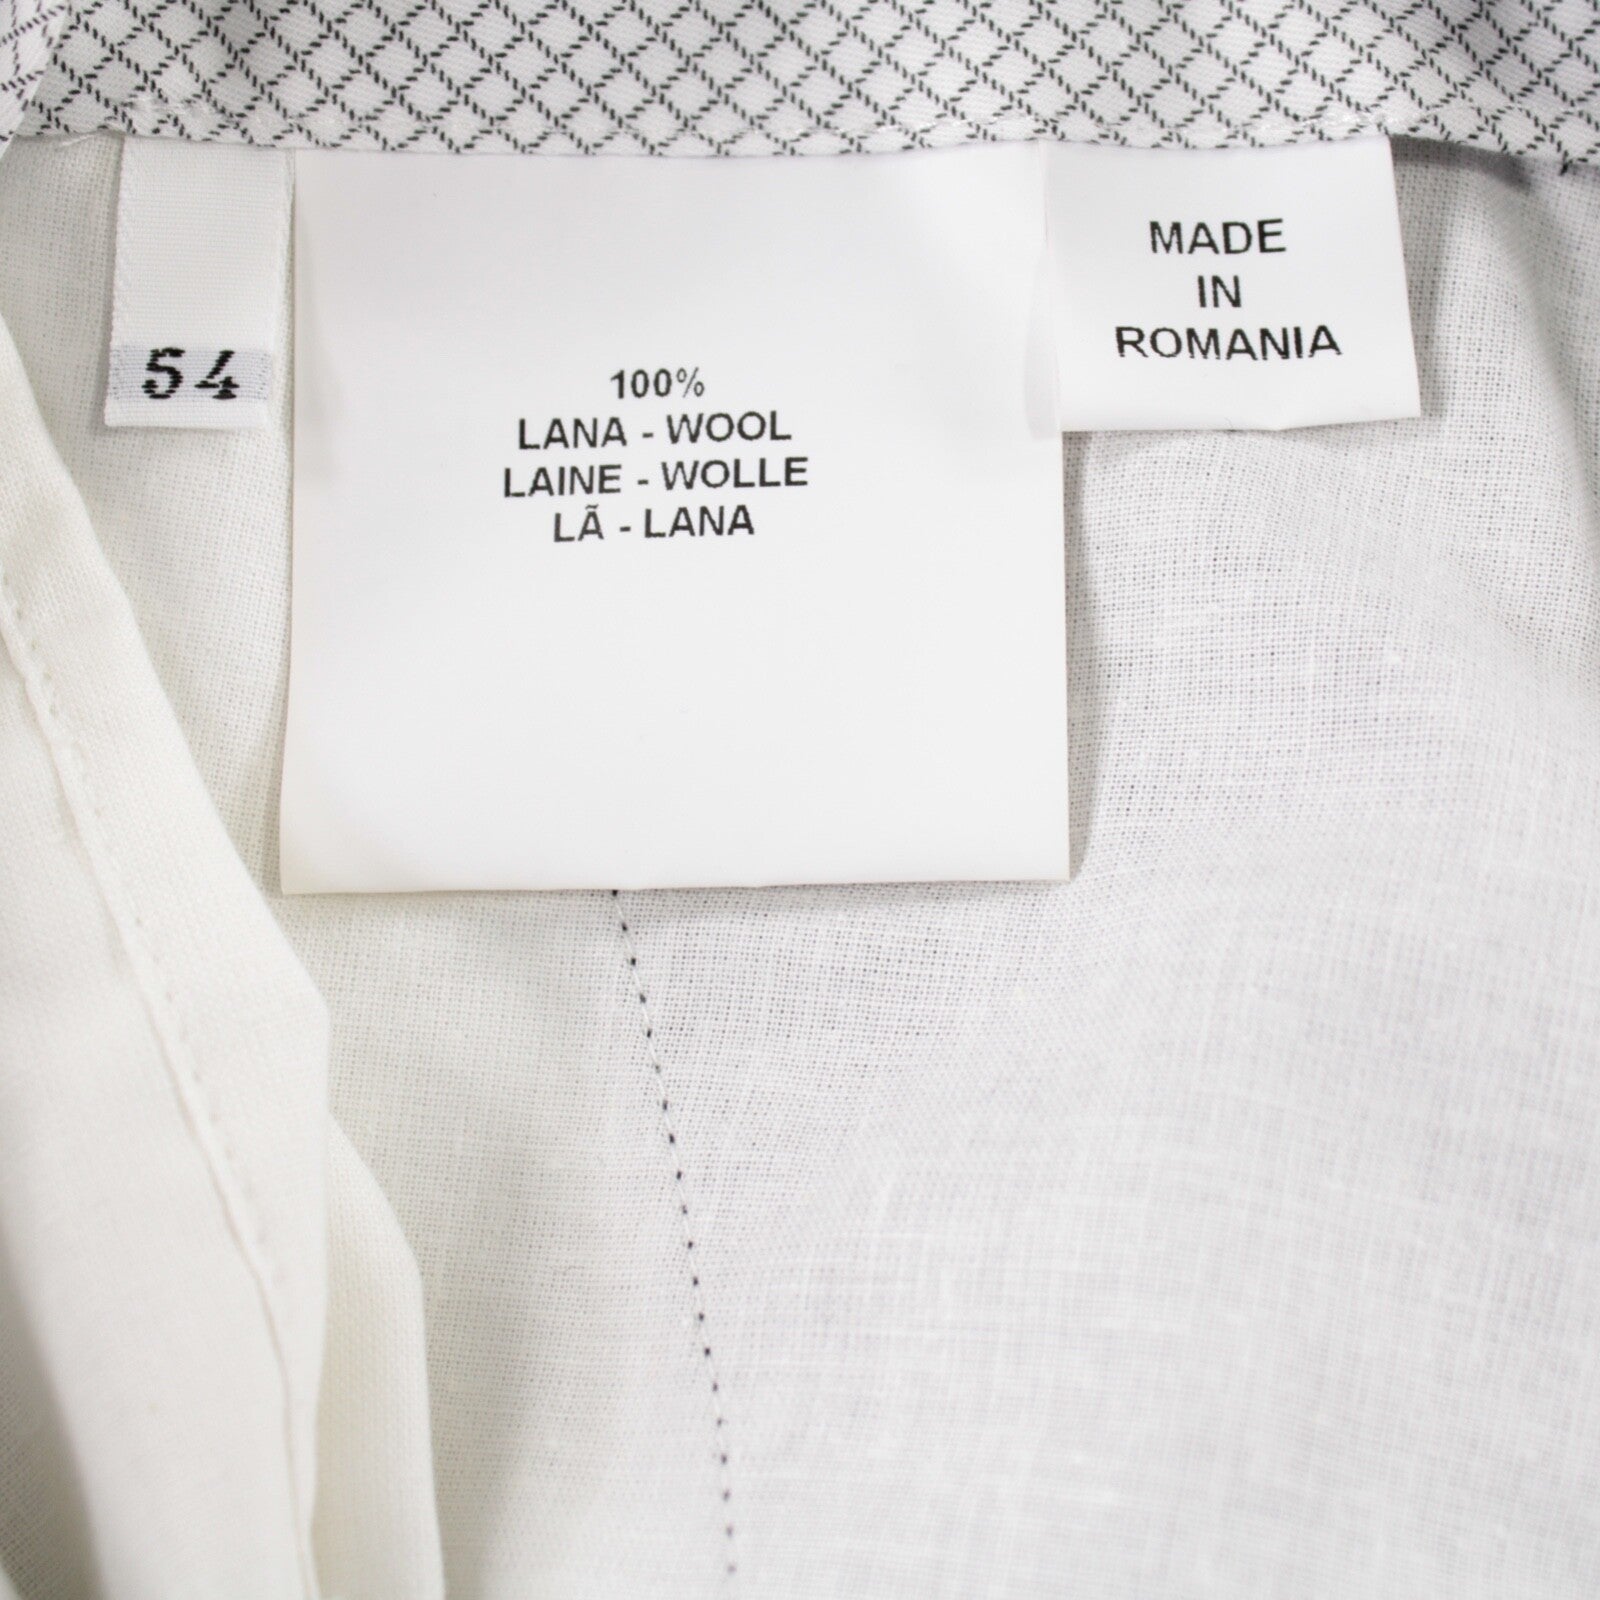 54
100%
LANA - WOOL
LAINE - WOLLE
LÃ - LANA
MADE
IN
ROMANIA